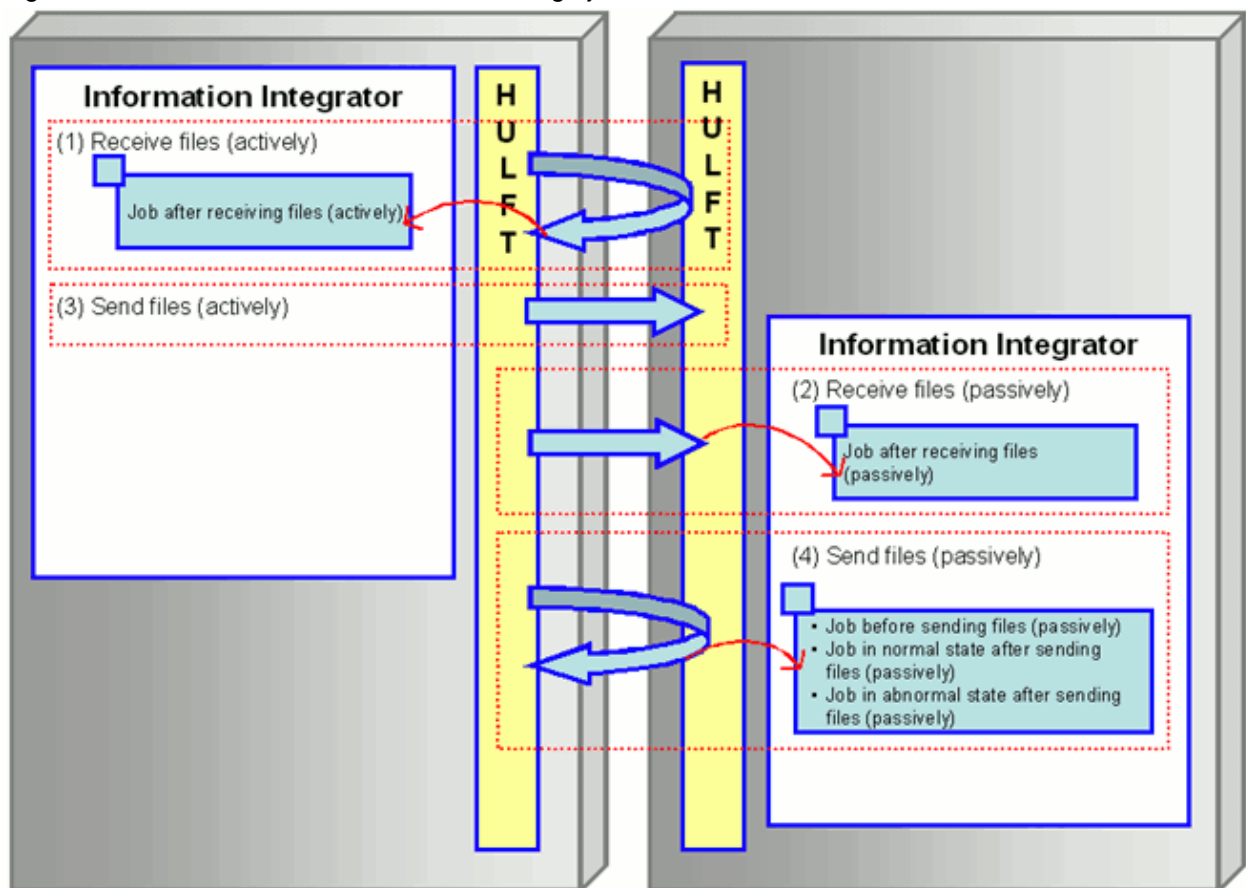 Information Integrator
(1) Receive files (actively)
Job after receiving files (actively)
(3) Send files (actively)
H
U
L
F
T
H
U
L
F
T
Information Integrator
(2) Receive files (passively)
Job after receiving files
(passively)
(4) Send files (passively)
• Job before sending files (passively)
• Job in normal state after sending
files (passively)
• Job in abnormal state after sending
files (passively)